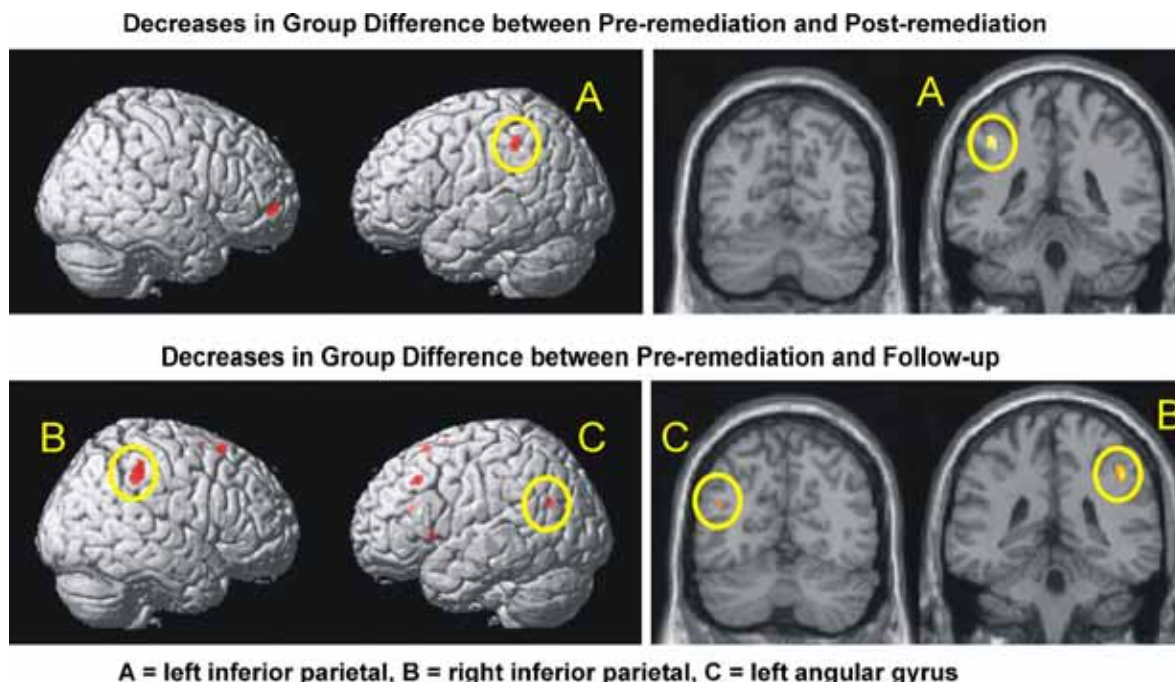 Decreases in Group Difference between Pre-remediation and Post-remediation
A
A
Decreases in Group Difference between Pre-remediation and Follow-up
B
C
C
B
A = left inferior parietal, B = right inferior parietal, C = left angular gyrus